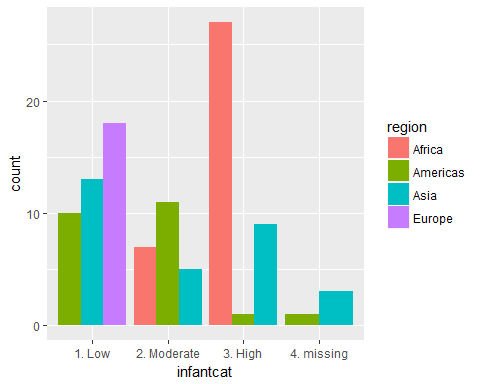 20
10
0
count
1. Low
2. Moderate
3. High
4. missing
infantcat
region
Africa
Americas
Asia
Europe